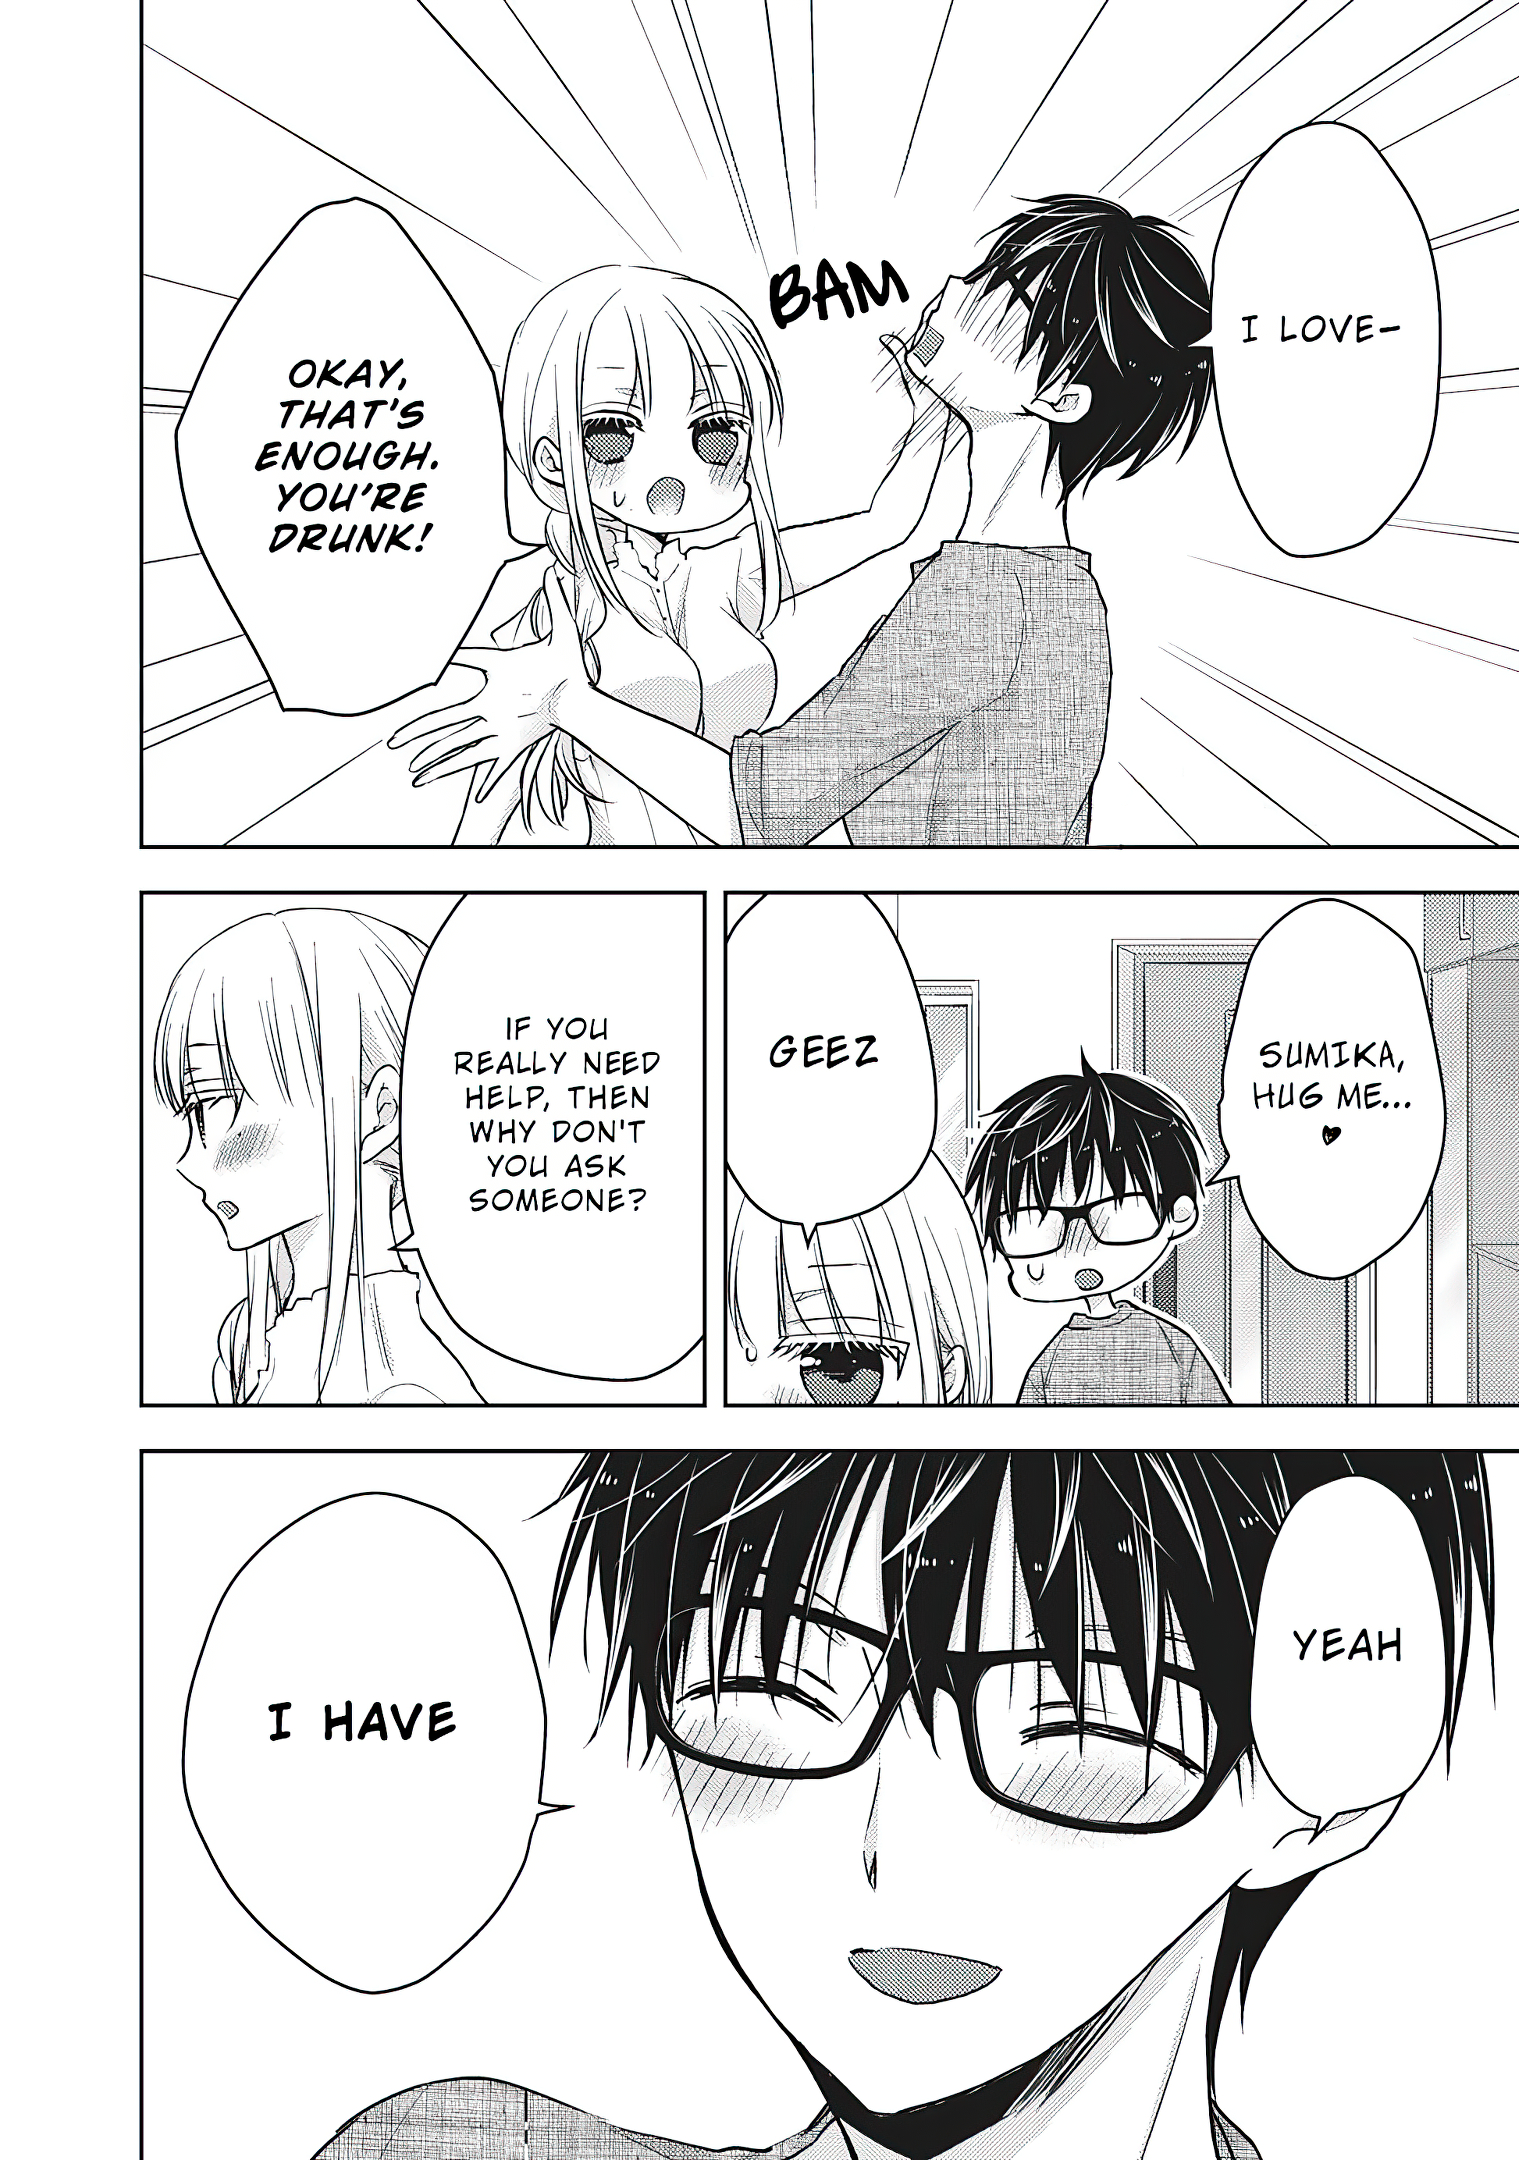 I LOVE-
BAM
OKAY,
THAT'S
ENOUGH.
YOU'RE
DRUNK!
SUMIKA,
HUG ME...
♥
GEEZ
IF YOU
REALLY NEED
HELP, THEN
WHY DON'T
YOU ASK
SOMEONE?
YEAH
I HAVE